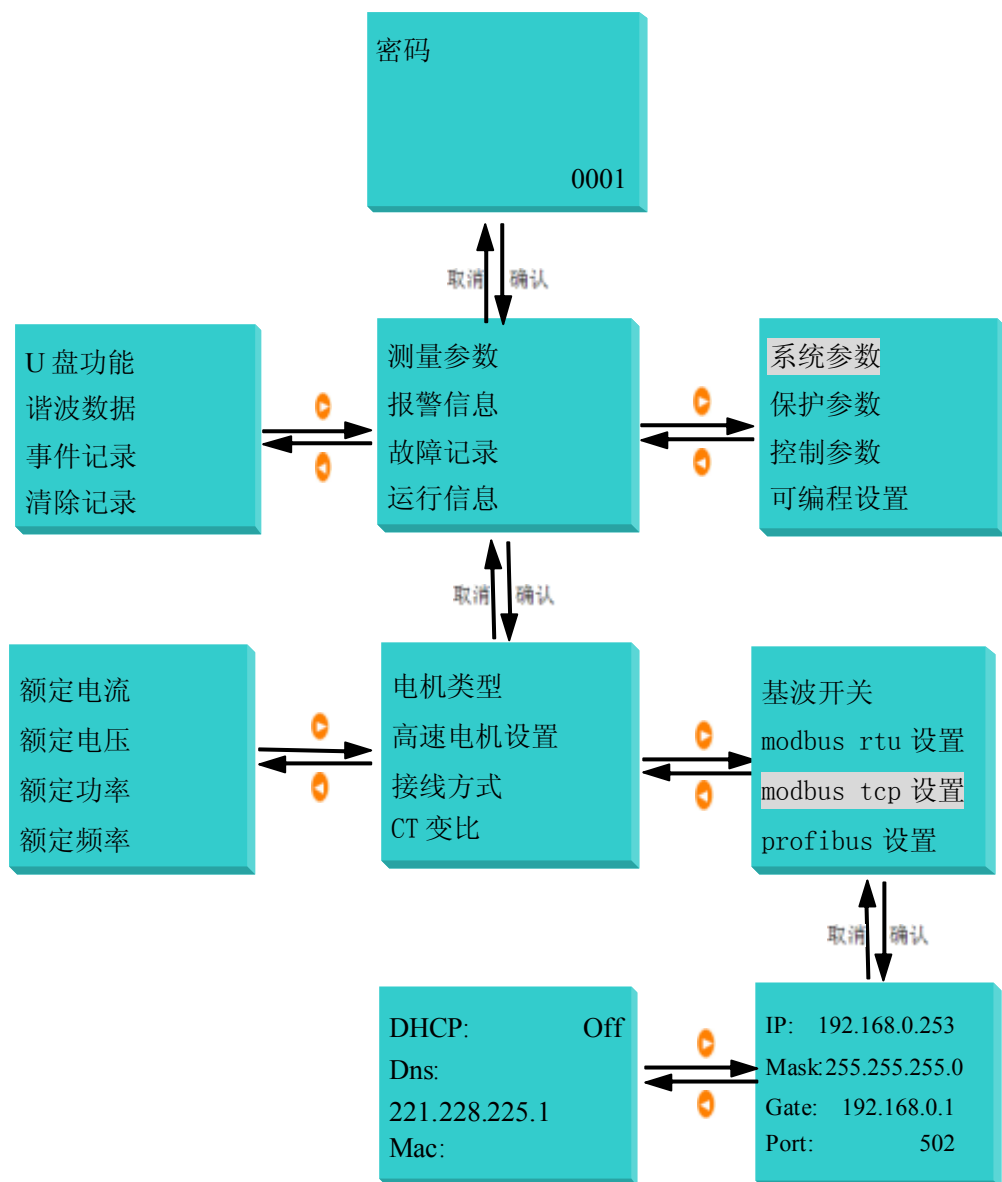 密码
0001
取消 确认
U 盘功能
谐波数据
事件记录
清除记录
测量参数
报警信息
故障记录
运行信息
系统参数
保护参数
控制参数
可编程设置
取消 确认
额定电流
额定电压
额定功率
额定频率
电机类型
高速电机设置
接线方式
CT 变比
基波开关
modbus rtu 设置
modbus tcp 设置
profibus 设置
取消 确认
DHCP: Off
Dns:
221.228.225.1
Mac:
IP: 192.168.0.253
Mask:255.255.255.0
Gate: 192.168.0.1
Port: 502